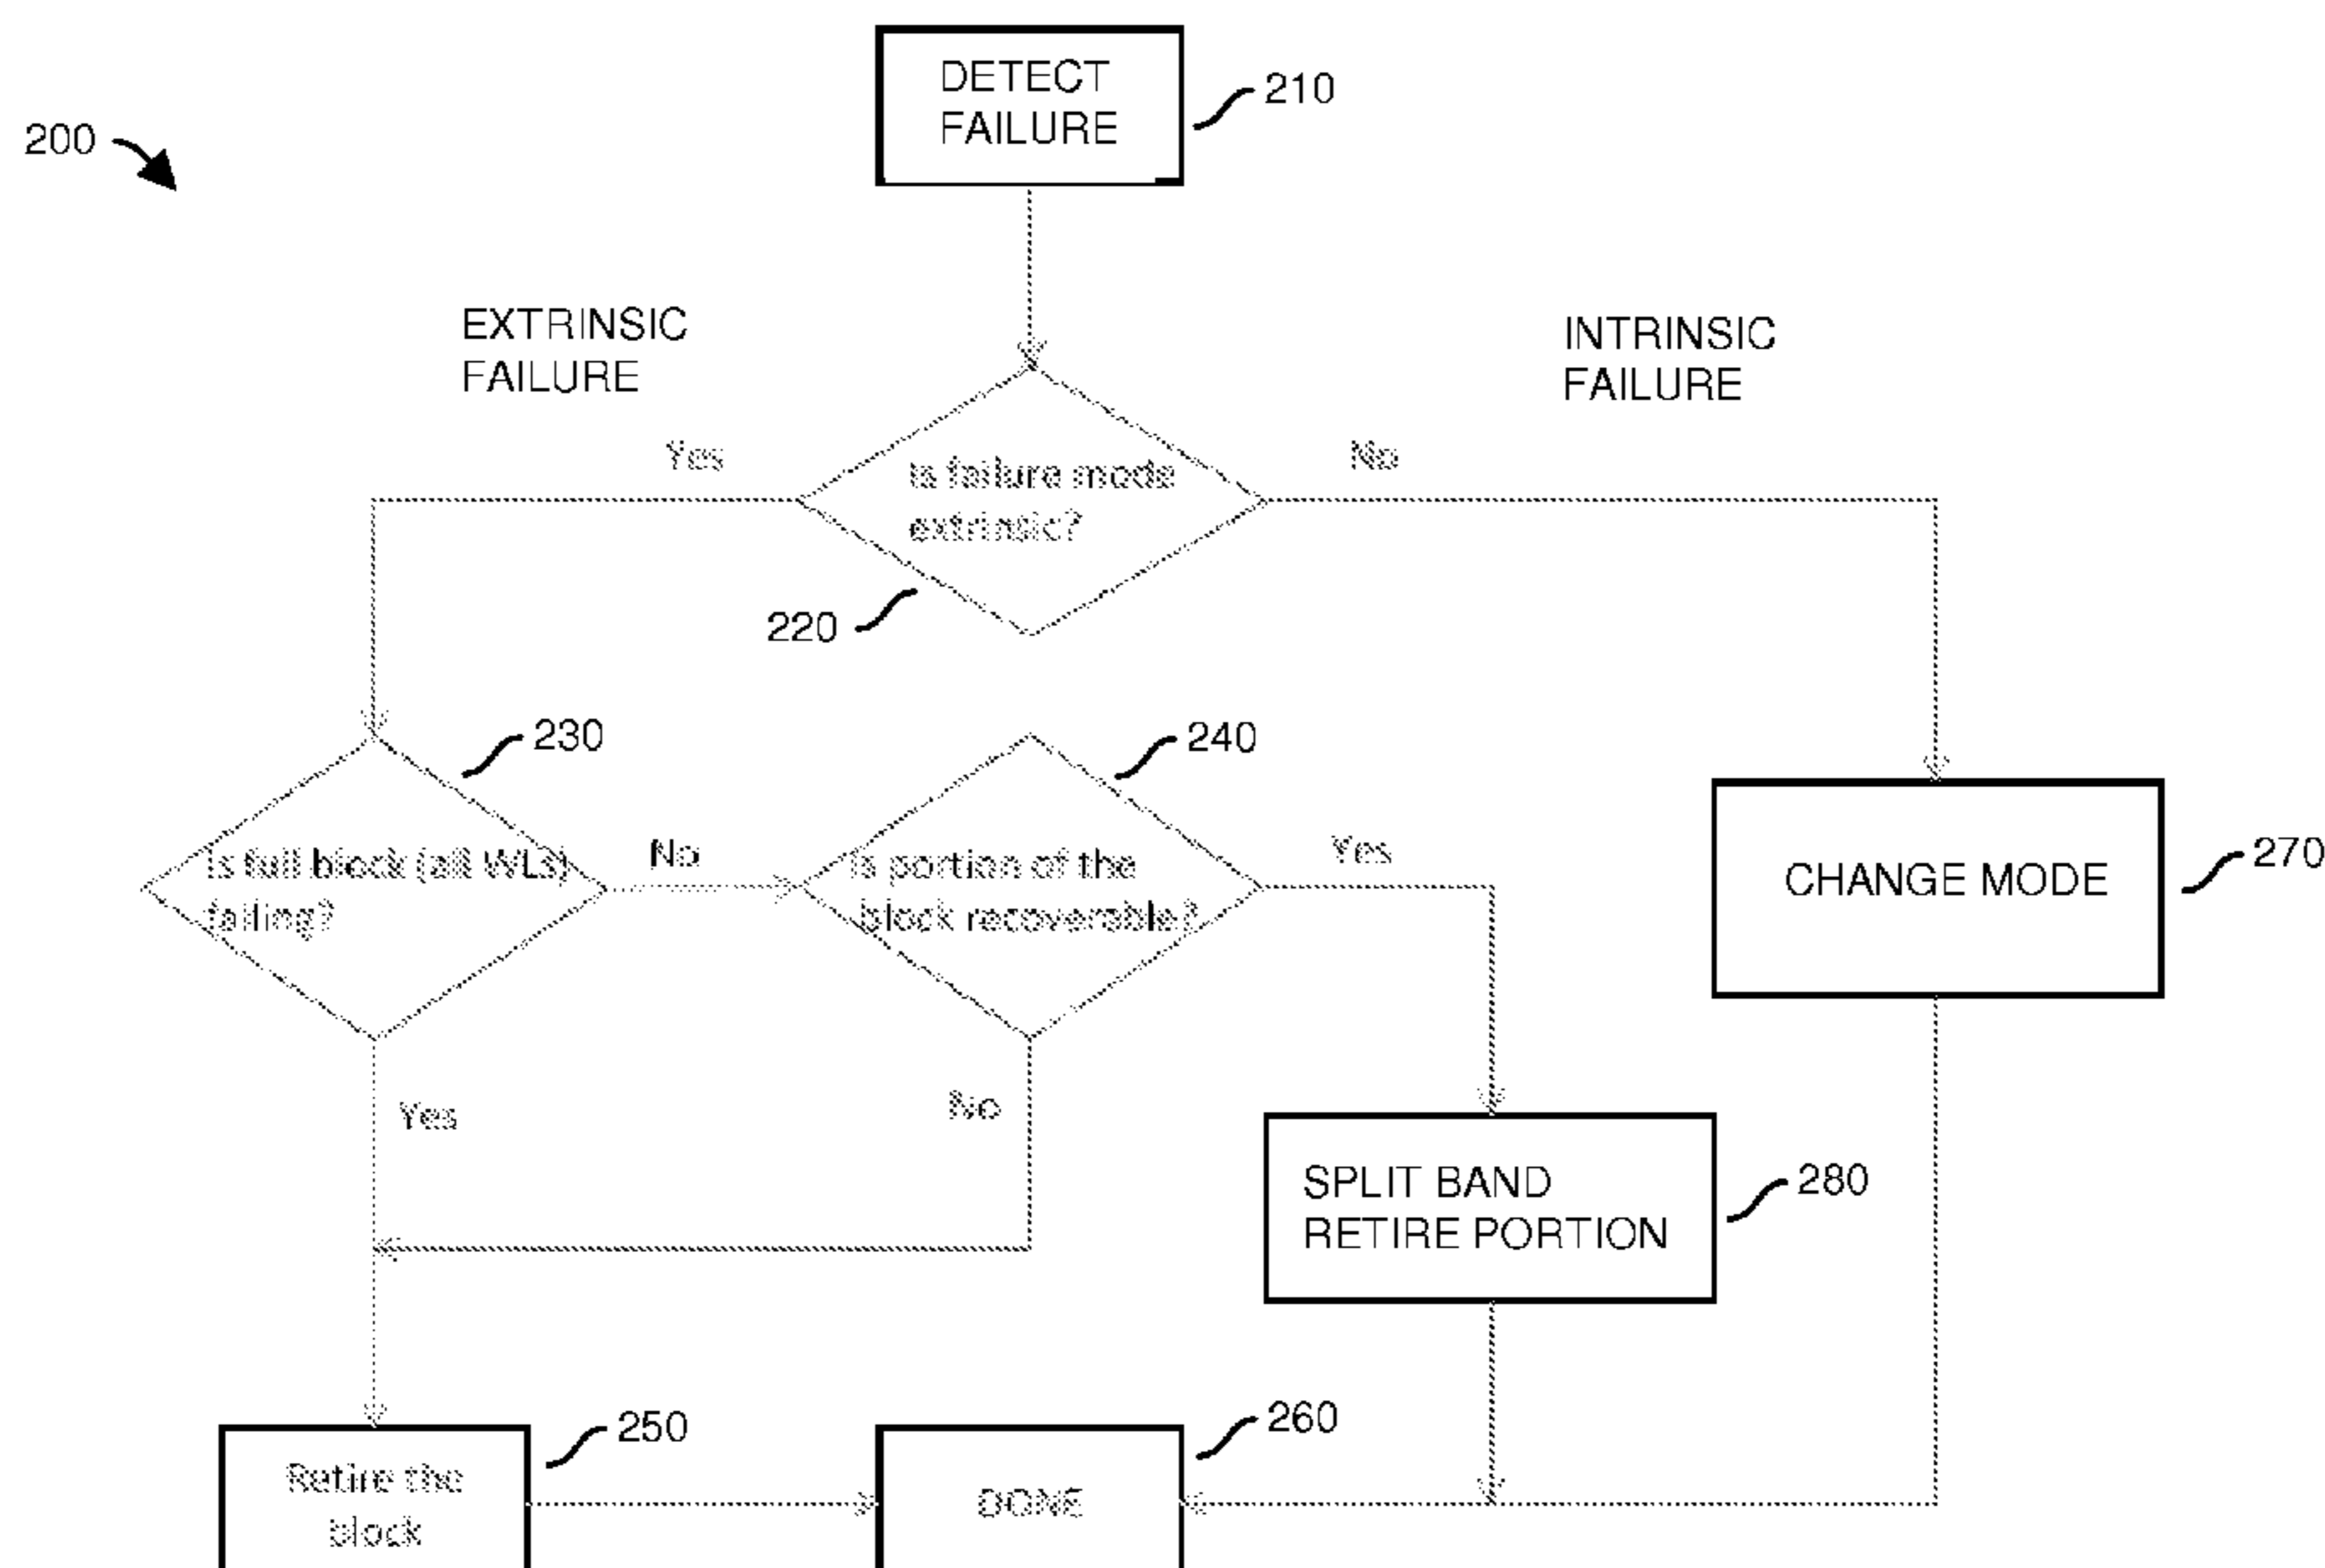 DETECT
FAILURE
210
200
EXTRINSIC
FAILURE
INTRINSIC
FAILURE
Yes
No
Is failure mode
extrinsic?
220
230
240
Is full block (all WLs)
failing?
No
Is portion of the
block recoverable?
Yes
CHANGE MODE
270
Yes
No
SPLIT BAND
RETIRE PORTION
280
250
260
Retire the
block
DONE